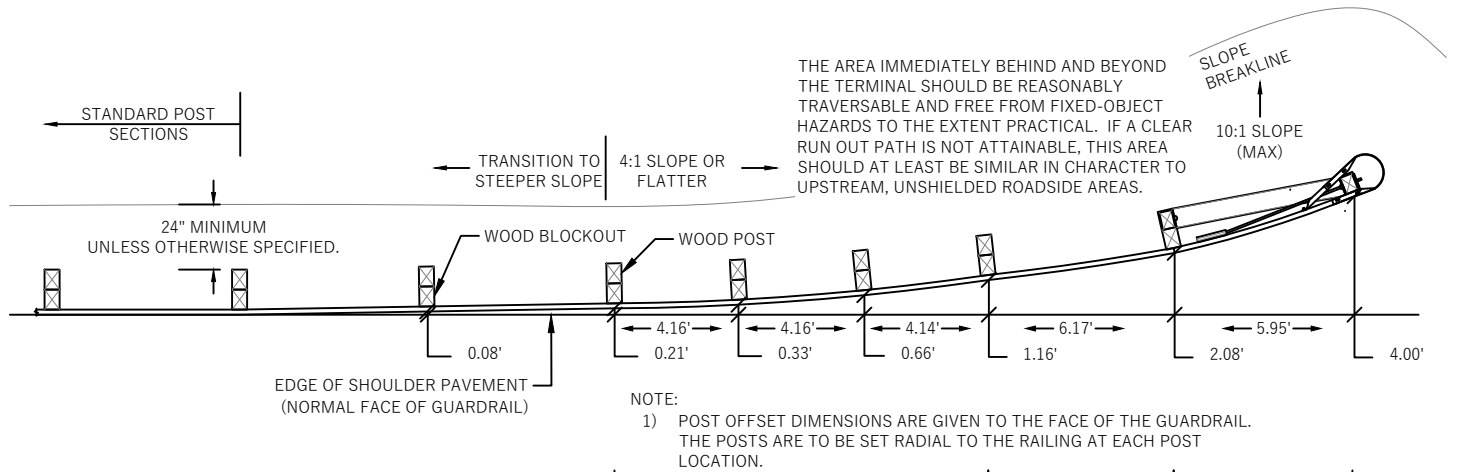 STANDARD POST
SECTIONS
24" MINIMUM
UNLESS OTHERWISE SPECIFIED.
TRANSITION TO
STEEPER SLOPE
4:1 SLOPE OR
FLATTER
THE AREA IMMEDIATELY BEHIND AND BEYOND
THE TERMINAL SHOULD BE REASONABLY
TRAVERSABLE AND FREE FROM FIXED-OBJECT
HAZARDS TO THE EXTENT PRACTICAL. IF A CLEAR
RUN OUT PATH IS NOT ATTAINABLE, THIS AREA
SHOULD AT LEAST BE SIMILAR IN CHARACTER TO
UPSTREAM, UNSHIELDED ROADSIDE AREAS.
SLOPE
BREAKLINE
10:1 SLOPE
(MAX)
WOOD BLOCKOUT
WOOD POST
4.16'
4.16'
4.14'
6.17'
5.95'
0.08'
0.21'
0.33'
0.66'
1.16'
2.08'
4.00'
EDGE OF SHOULDER PAVEMENT
(NORMAL FACE OF GUARDRAIL)
NOTE:
1) POST OFFSET DIMENSIONS ARE GIVEN TO THE FACE OF THE GUARDRAIL.
THE POSTS ARE TO BE SET RADIAL TO THE RAILING AT EACH POST
LOCATION.